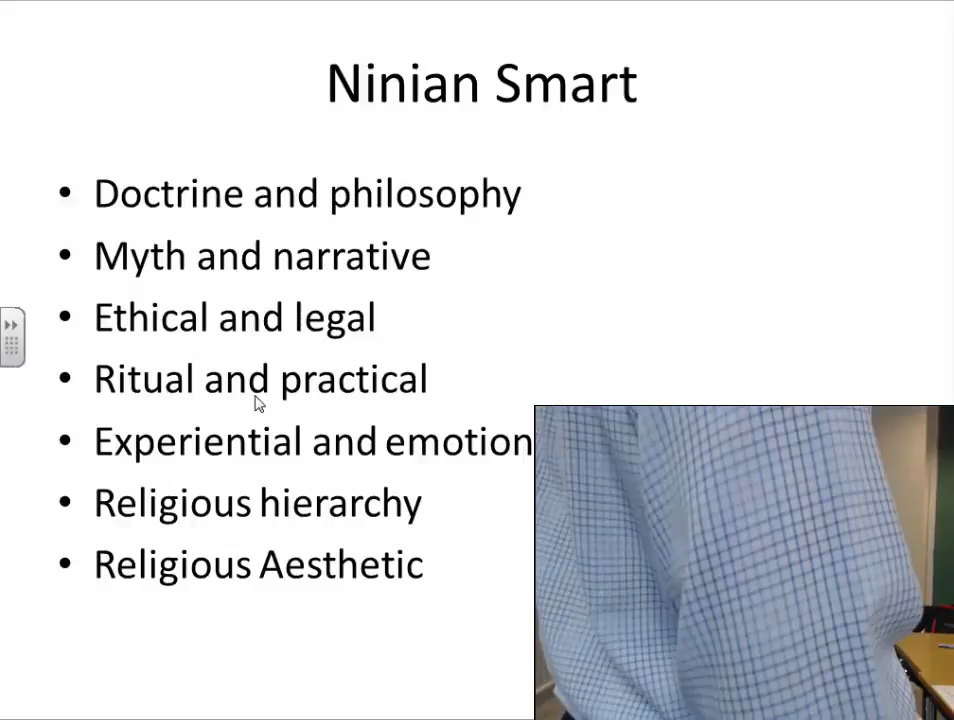 Ninian Smart
• Doctrine and philosophy
• Myth and narrative
• Ethical and legal
• Ritual and practical
• Experiential and emotion
• Religious hierarchy
• Religious Aesthetic